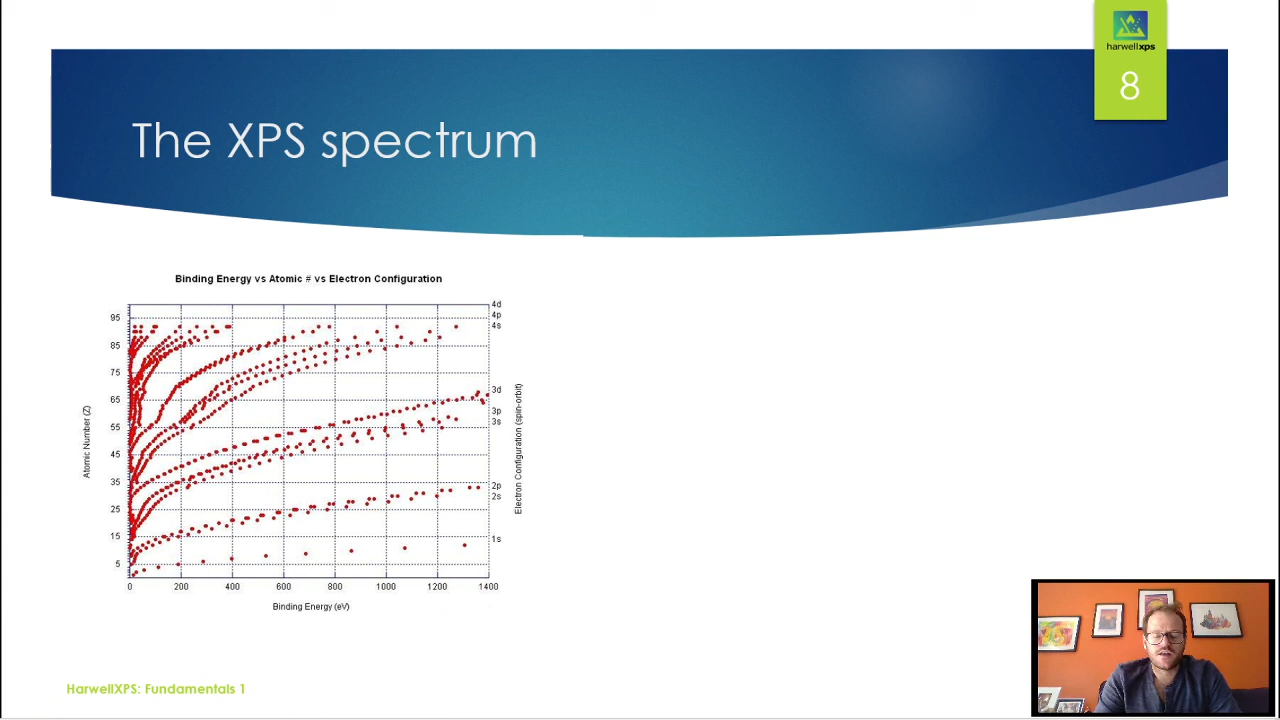 harwellxps
8
The XPS spectrum
Binding Energy vs Atomic # vs Electron Configuration
95
85
75
65
55
45
35
25
15
5
Atomic Number (Z)
0 200 400 600 800 1000 1200 1400
Binding Energy (eV)
4d
4p
4s
3d
3p
3s
2p
2s
1s
Electron Configuration (spin-orbit)
HarwellXPS: Fundamentals 1